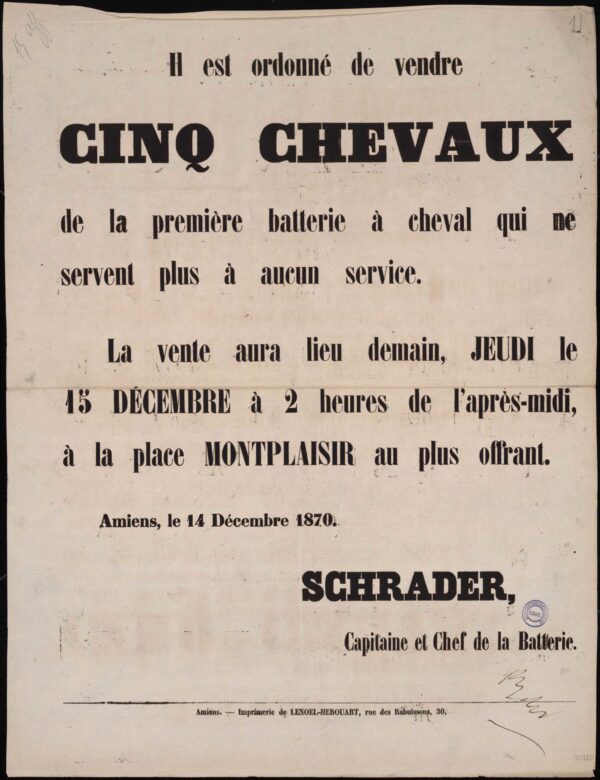 Il est ordonné de vendre
CINQ CHEVAUX
de la première batterie à cheval qui ne
servent plus à aucun service.
La vente aura lieu demain, JEUDI le
15 DÉCEMBRE à 2 heures de l'après-midi,
à la place MONTPLAISIR au plus offrant.
Amiens, le 14 Décembre 1870.
SCHRADER,
Capitaine et Chef de la Batterie.
Amiens. — Imprimerie de LENOEL-HEROUART, rue des Rabuissons, 30.